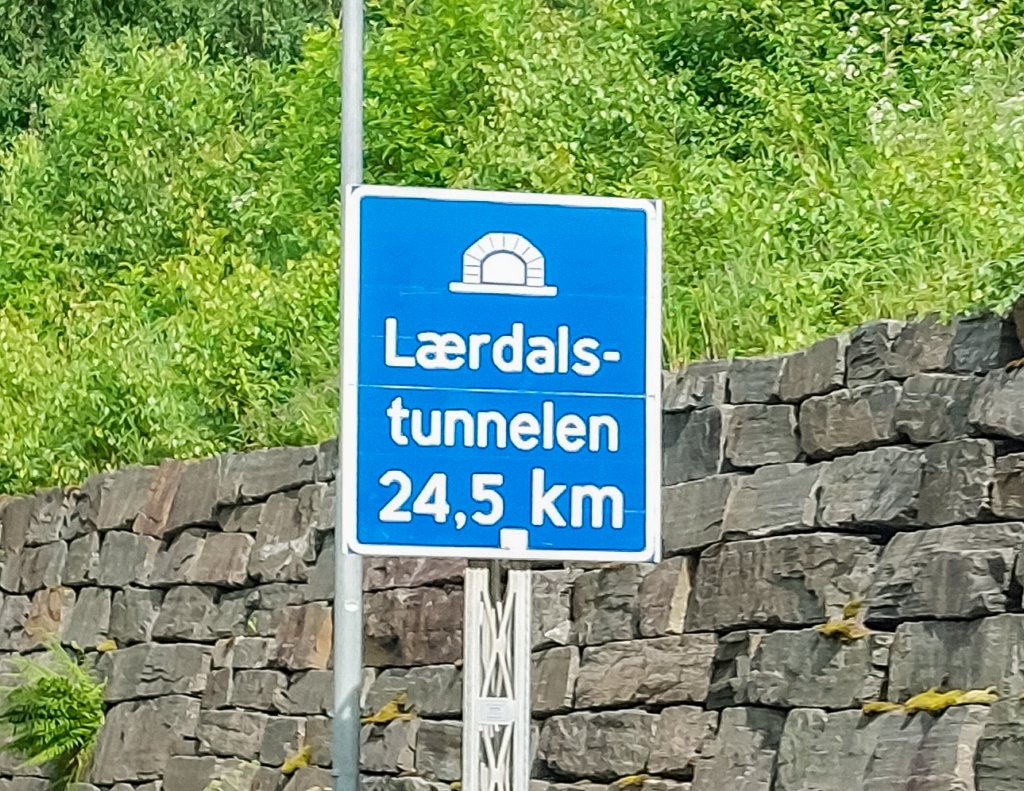 Lærdals-
tunnelen
24,5 km